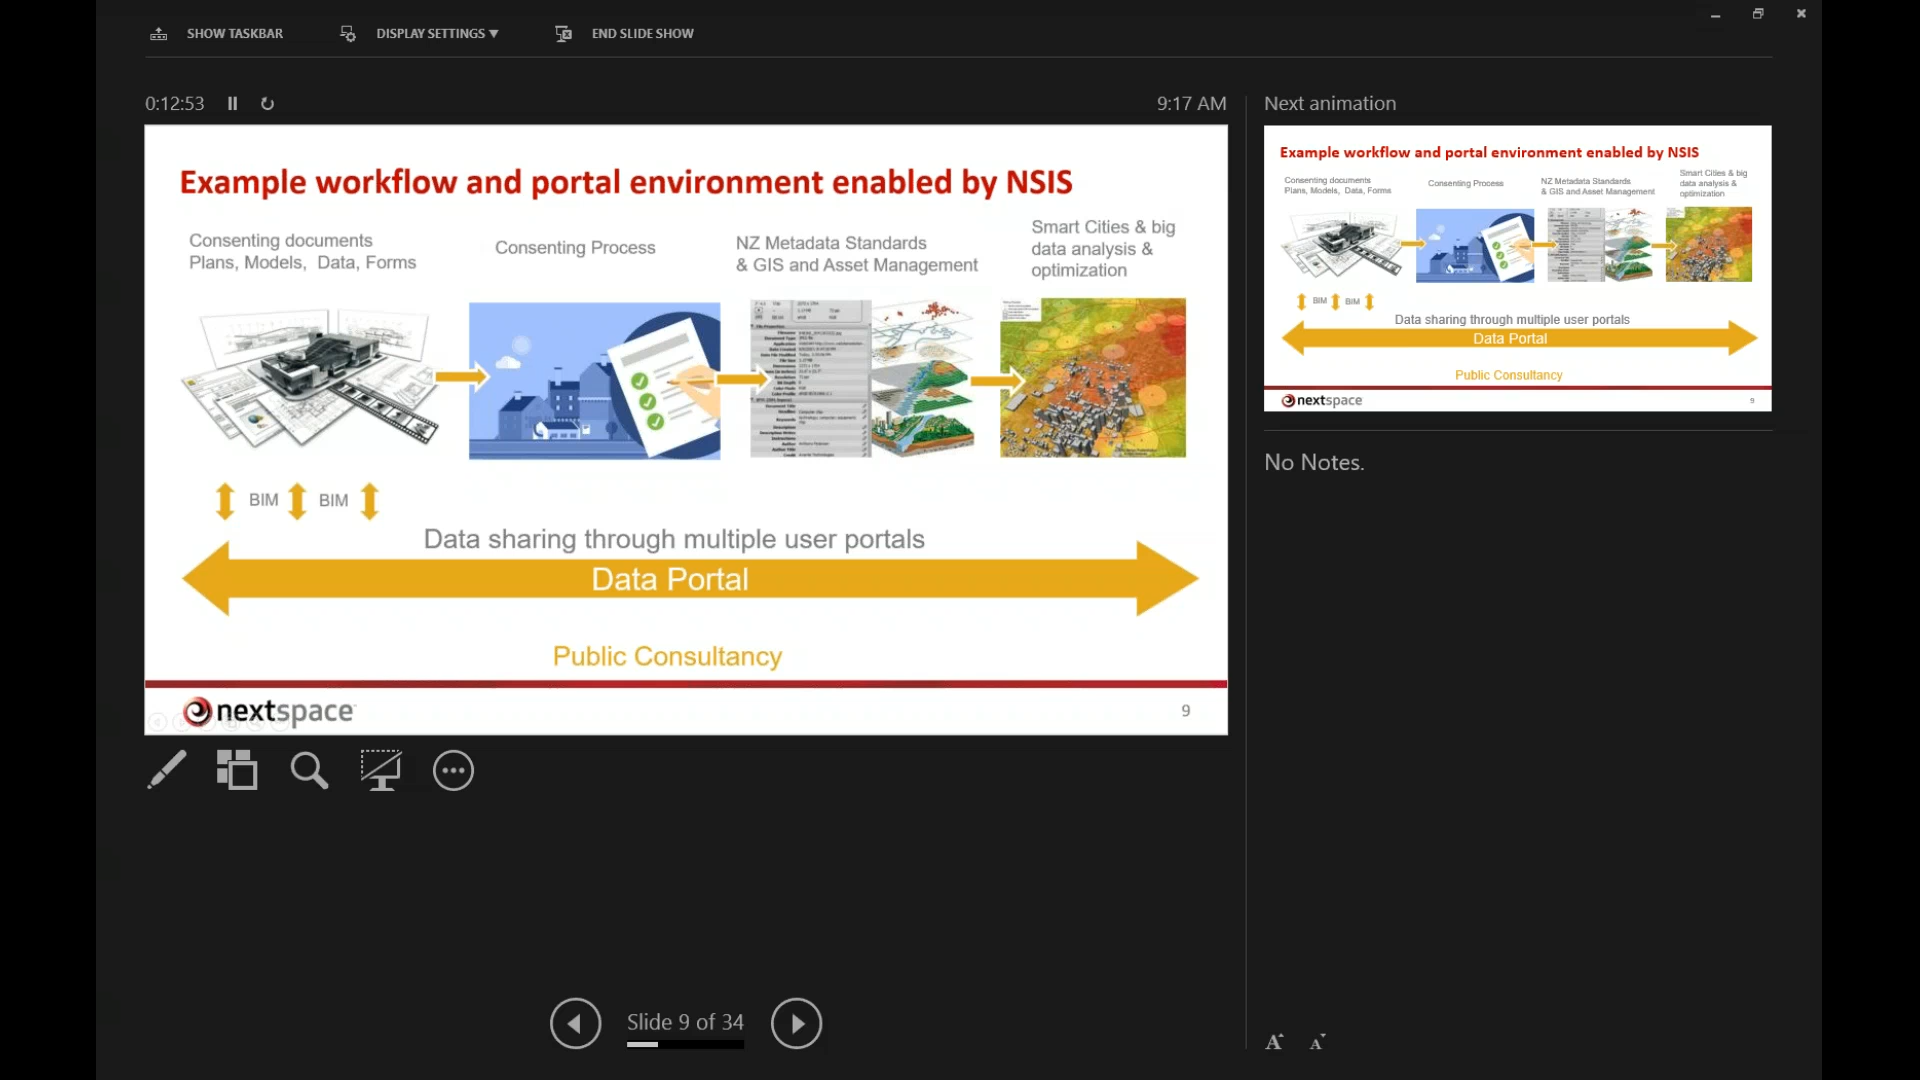 SHOW TASKBAR
DISPLAY SETTINGS ▼
END SLIDE SHOW
0:12:53
9:17 AM
Example workflow and portal environment enabled by NSIS
Consenting documents
Plans, Models, Data, Forms
Consenting Process
NZ Metadata Standards
& GIS and Asset Management
Smart Cities & big
data analysis &
optimization
BIM
BIM
Data sharing through multiple user portals
Data Portal
Public Consultancy
nextspace
9
Next animation
Example workflow and portal environment enabled by NSIS
Consenting documents
Plans, Models, Data, Forms
Consenting Process
NZ Metadata Standards
& GIS and Asset Management
Smart Cities & big
data analysis &
optimization
BIM
BIM
Data sharing through multiple user portals
Data Portal
Public Consultancy
nextspace
9
No Notes.
Slide 9 of 34
A
A